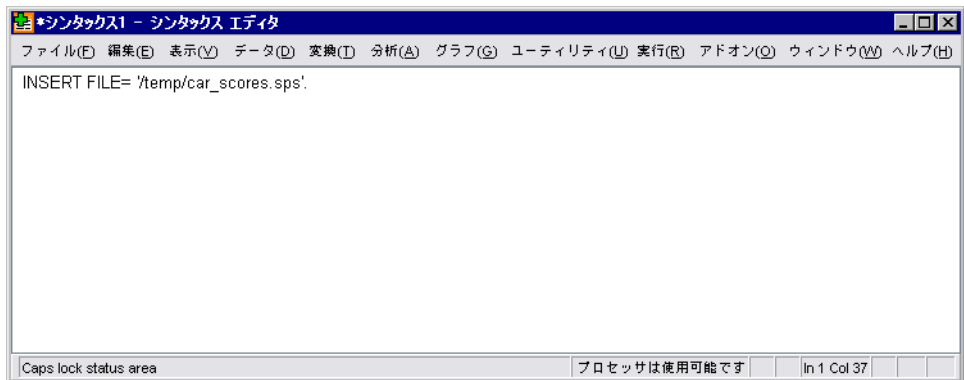 *シンタックス1 - シンタックス エディタ
ファイル(F) 編集(E) 表示(V) データ(D) 変換(T) 分析(A) グラフ(G) ユーティリティ(U) 実行(R) アドオン(O) ウィンドウ(W) ヘルプ(H)
INSERT FILE= '/temp/car_scores.sps'.
Caps lock status area プロセッサは使用可能です In 1 Col 37